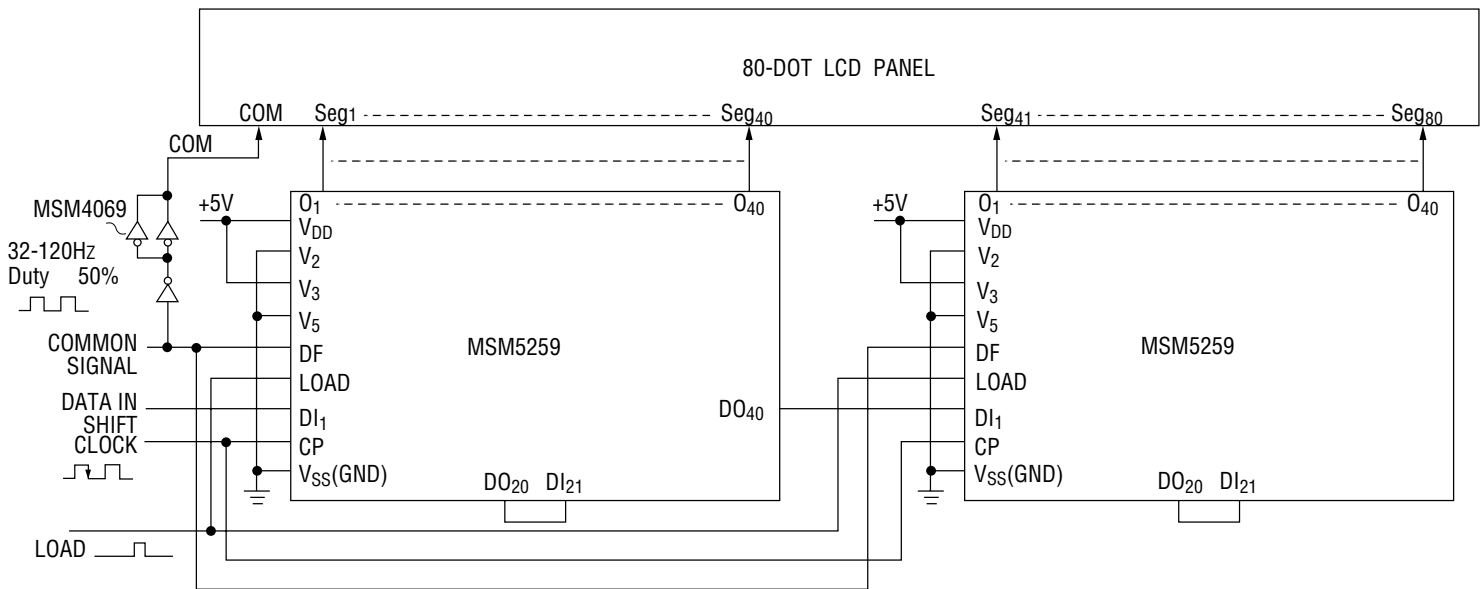 80-DOT LCD PANEL
COM Seg1 Seg40 Seg41 Seg80
COM
MSM4069
32-120Hz
Duty 50%
+5V
O1 O40
VDD
V2
V3
V5
DF
LOAD
DI1
CP
VSS(GND)
MSM5259
DO40
DO20 DI21
+5V
O1 O40
VDD
V2
V3
V5
DF
LOAD
DI1
CP
VSS(GND)
MSM5259
DO20 DI21
COMMON
SIGNAL
DATA IN
SHIFT
CLOCK
LOAD